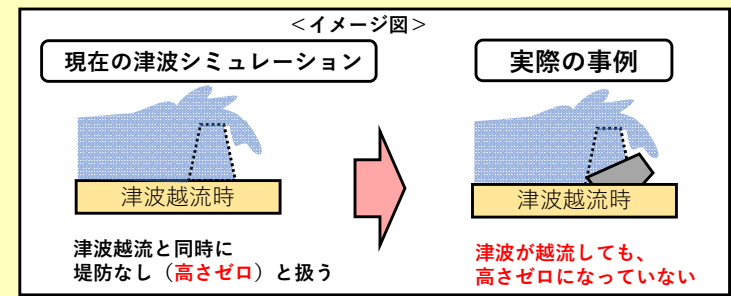 ＜イメージ図＞
現在の津波シミュレーション
実際の事例
津波越流時
津波越流時
津波越流と同時に
堤防なし（高さゼロ）と扱う
津波が越流しても、
高さゼロになっていない